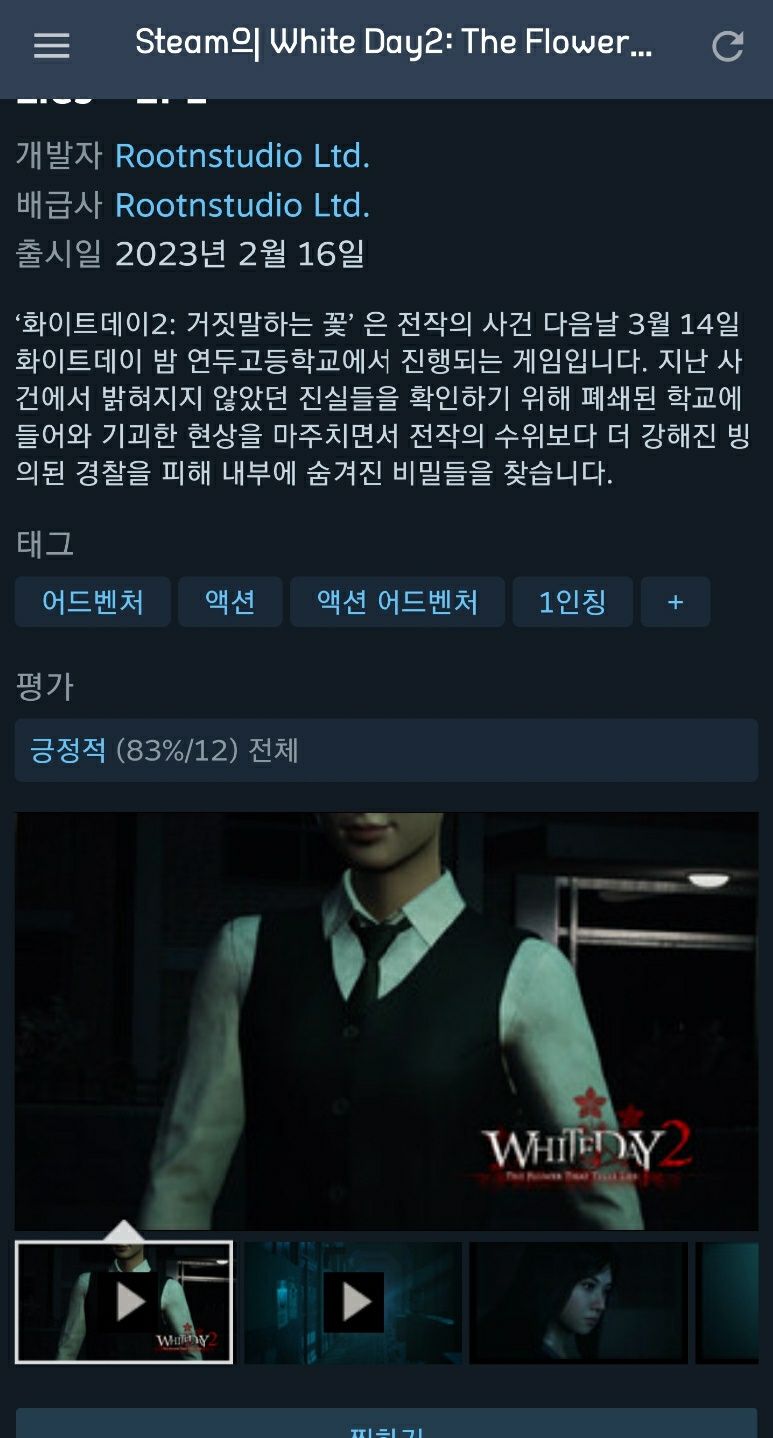 Steam의 White Day2: The Flower...
개발자 Rootnstudio Ltd.
배급사 Rootnstudio Ltd.
출시일 2023년 2월 16일
‘화이트데이2: 거짓말하는 꽃’ 은 전작의 사건 다음날 3월 14일
화이트데이 밤 연두고등학교에서 진행되는 게임입니다. 지난 사
건에서 밝혀지지 않았던 진실들을 확인하기 위해 폐쇄된 학교에
들어와 기괴한 현상을 마주치면서 전작의 수위보다 더 강해진 빙
의된 경찰을 피해 내부에 숨겨진 비밀들을 찾습니다.
태그
어드벤처 액션 액션 어드벤처 1인칭 +
평가
긍정적 (83%/12) 전체
WHITEDAY2
THE FLOWER THAT TELLS LIES
WHITEDAY2
찜하기